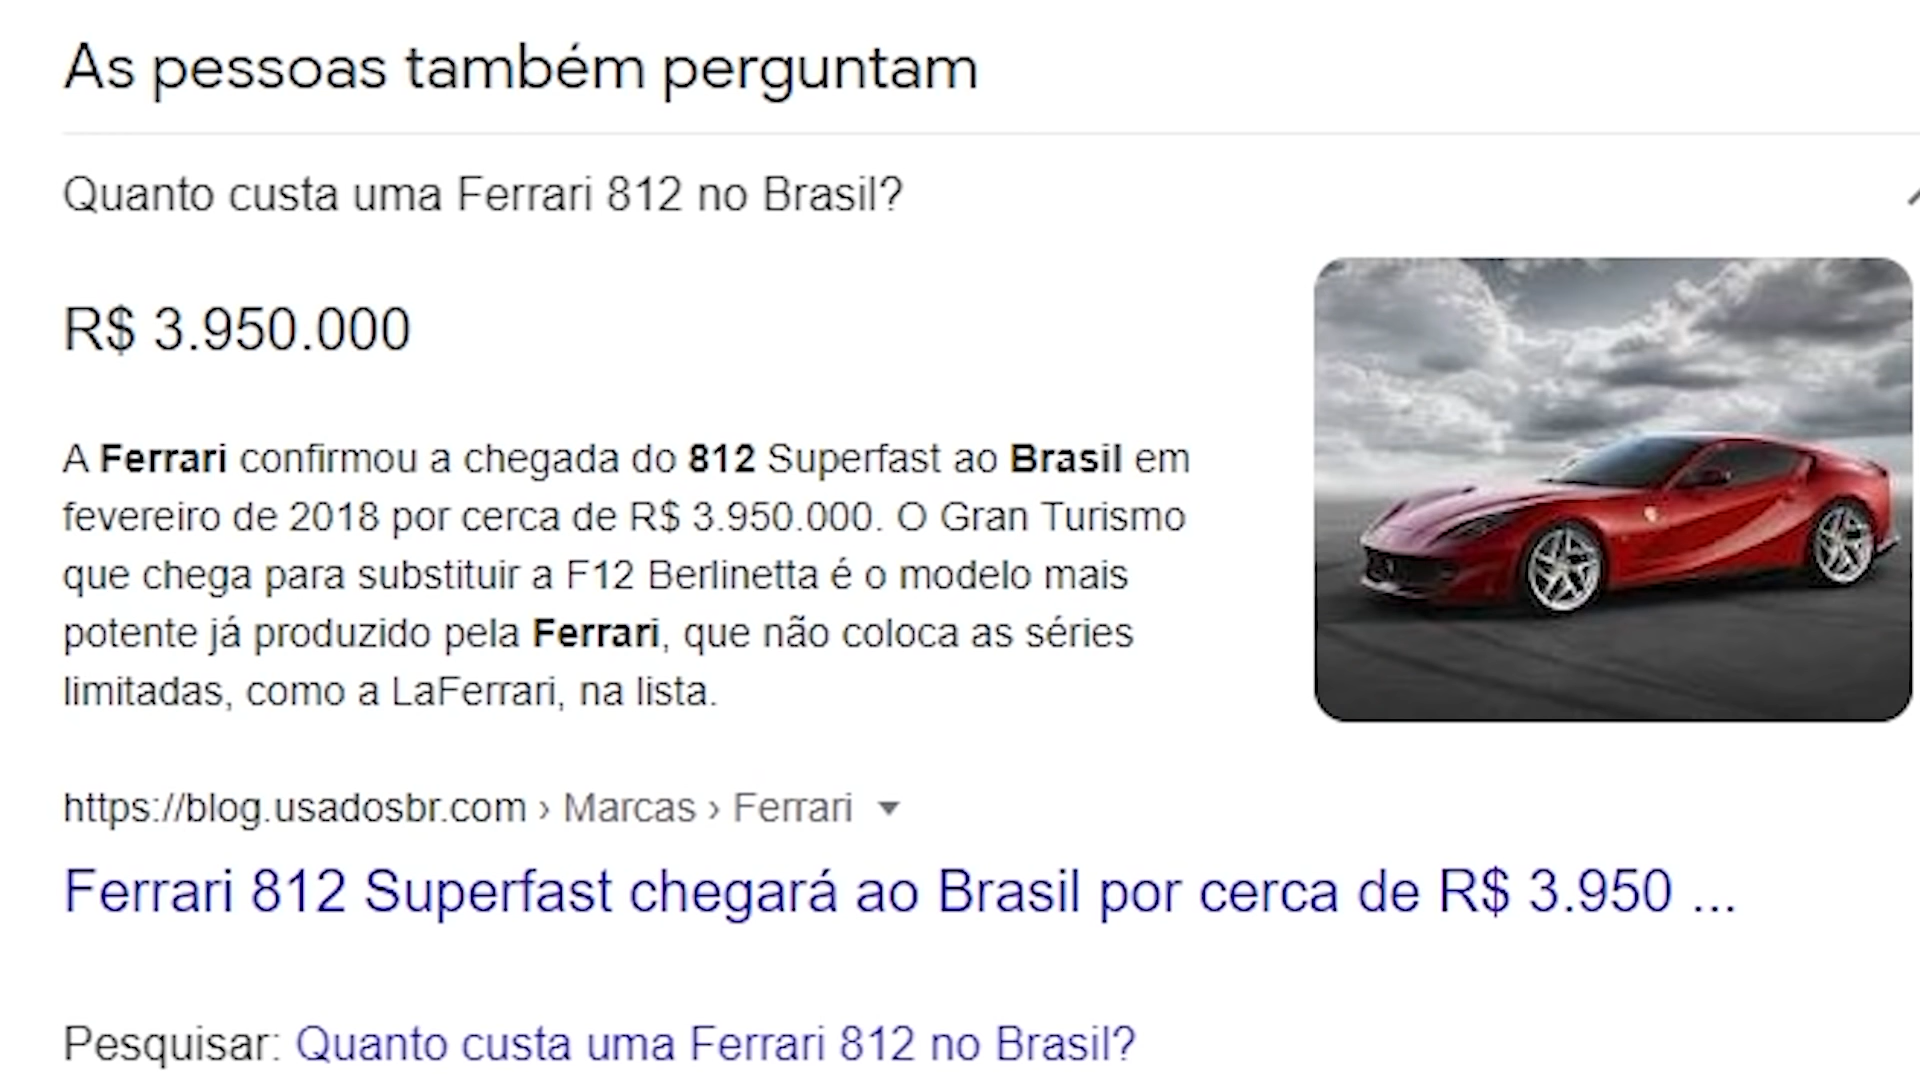 As pessoas também perguntam
Quanto custa uma Ferrari 812 no Brasil?
R$ 3.950.000
A Ferrari confirmou a chegada do 812 Superfast ao Brasil em
fevereiro de 2018 por cerca de R$ 3.950.000. O Gran Turismo
que chega para substituir a F12 Berlinetta é o modelo mais
potente já produzido pela Ferrari, que não coloca as séries
limitadas, como a LaFerrari, na lista.
https://blog.usadosbr.com › Marcas › Ferrari
Ferrari 812 Superfast chegará ao Brasil por cerca de R$ 3.950 ...
Pesquisar: Quanto custa uma Ferrari 812 no Brasil?